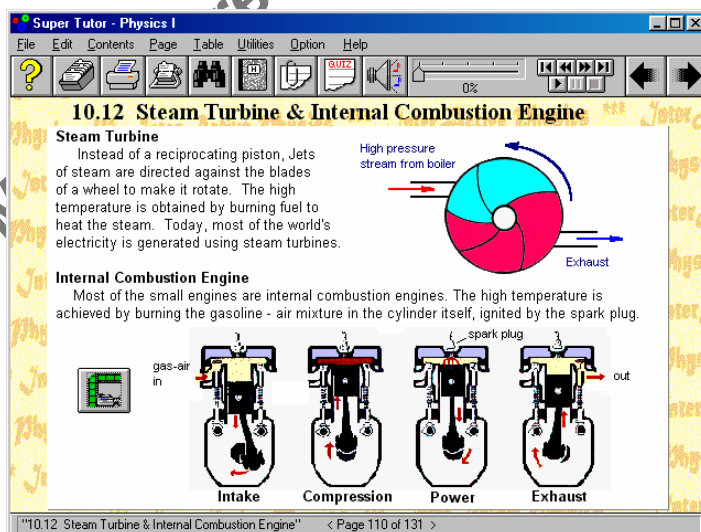 Super Tutor - Physics I
File Edit Contents Page Table Utilities Option Help
QUIZ
H
0%
10.12 Steam Turbine & Internal Combustion Engine
Steam Turbine
Instead of a reciprocating piston, Jets
of steam are directed against the blades
of a wheel to make it rotate. The high
temperature is obtained by burning fuel to
heat the steam. Today, most of the world's
electricity is generated using steam turbines.
High pressure
stream from boiler
Exhaust
Internal Combustion Engine
Most of the small engines are internal combustion engines. The high temperature is
achieved by burning the gasoline - air mixture in the cylinder itself, ignited by the spark plug.
spark plug
gas-air
in
out
Intake Compression Power Exhaust
"10.12 Steam Turbine & Internal Combustion Engine" < Page 110 of 131 >